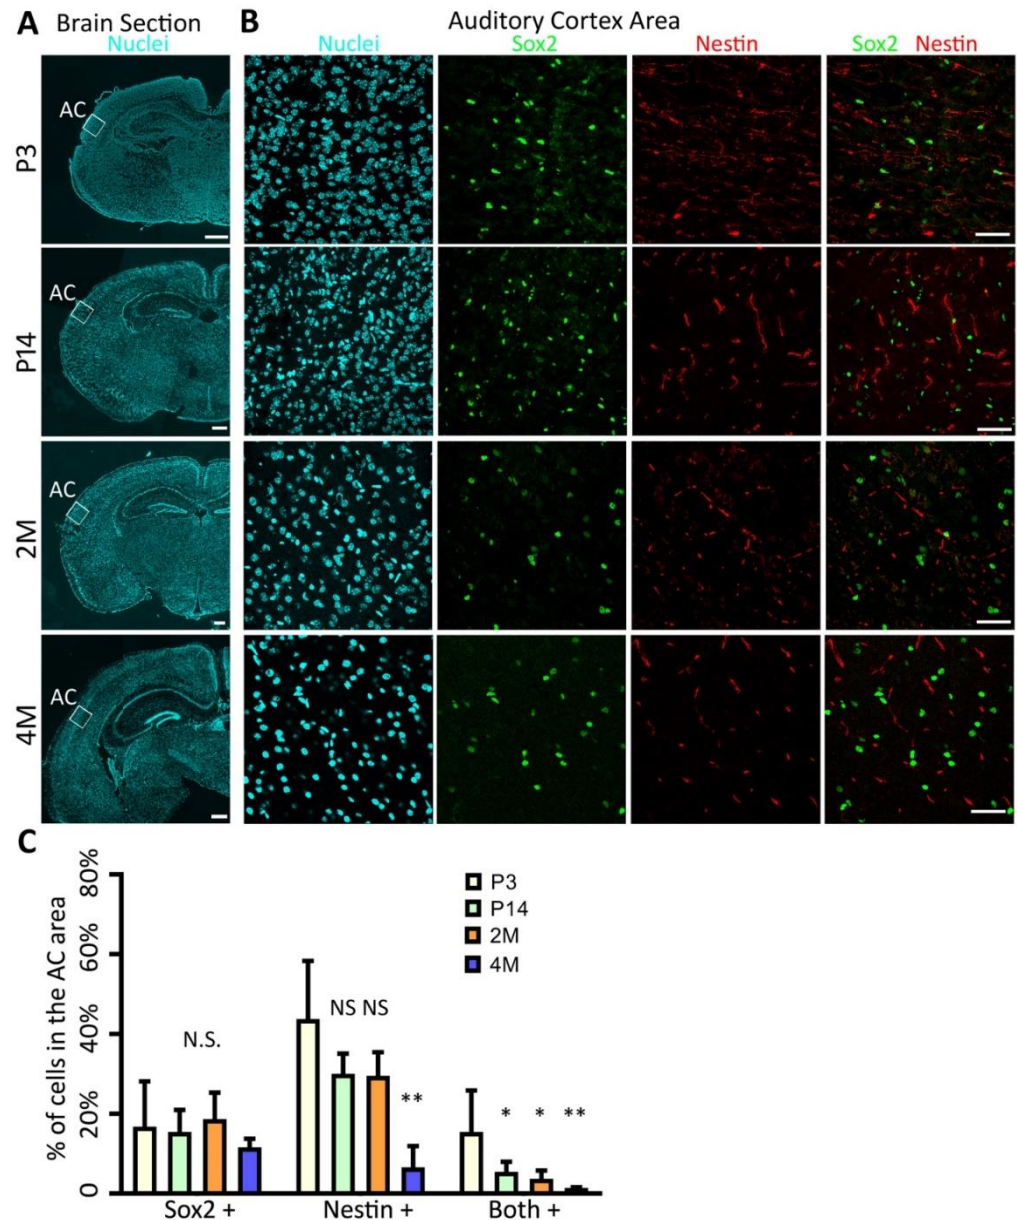 A Brain Section B Auditory Cortex Area
Nuclei Nuclei Sox2 Nestin Sox2 Nestin
P3 AC
P14 AC
2M AC
4M AC
C
% of cells in the AC area
80%
60%
40%
20%
0
P3
P14
2M
4M
N.S. NS NS ** * * **
Sox2 + Nestin + Both +